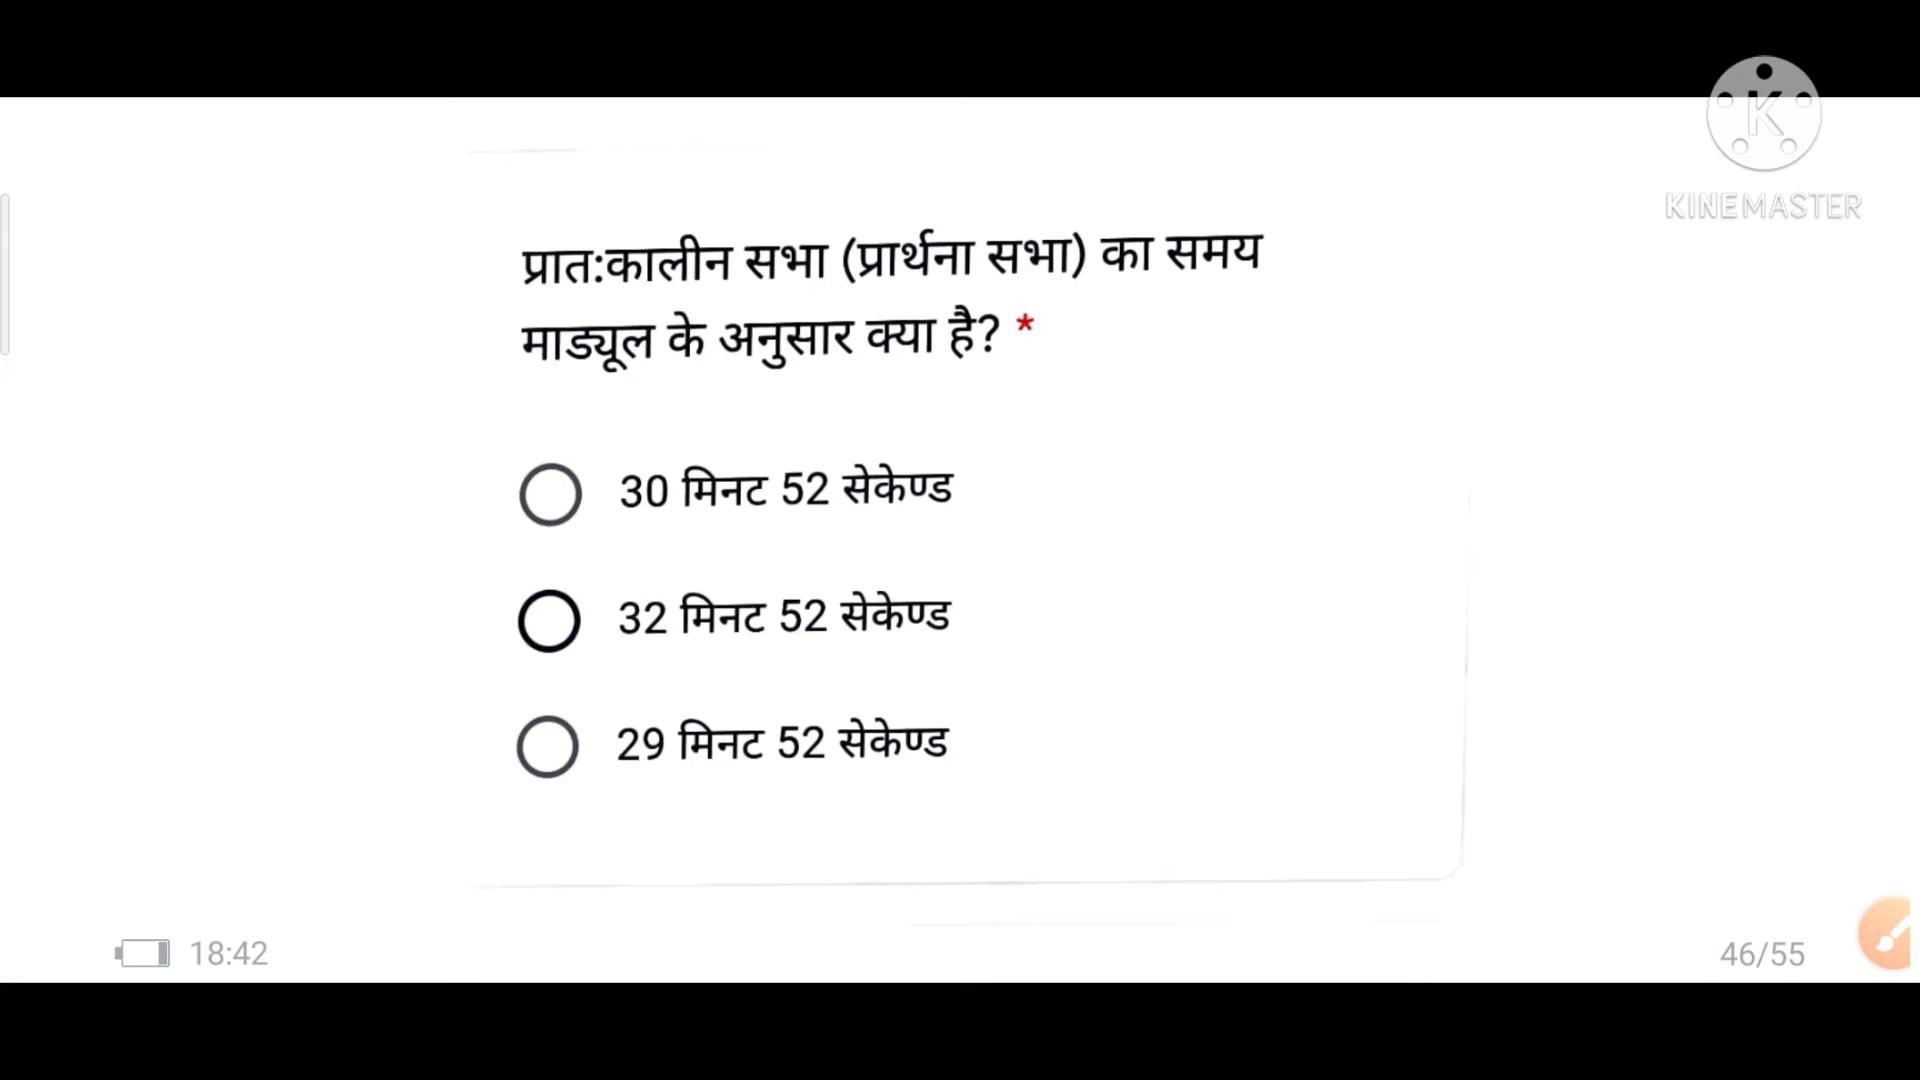 K
KINEMASTER
प्रात:कालीन सभा (प्रार्थना सभा) का समय
माड्यूल के अनुसार क्या है? *
30 मिनट 52 सेकेण्ड
32 मिनट 52 सेकेण्ड
29 मिनट 52 सेकेण्ड
18:42
46/55